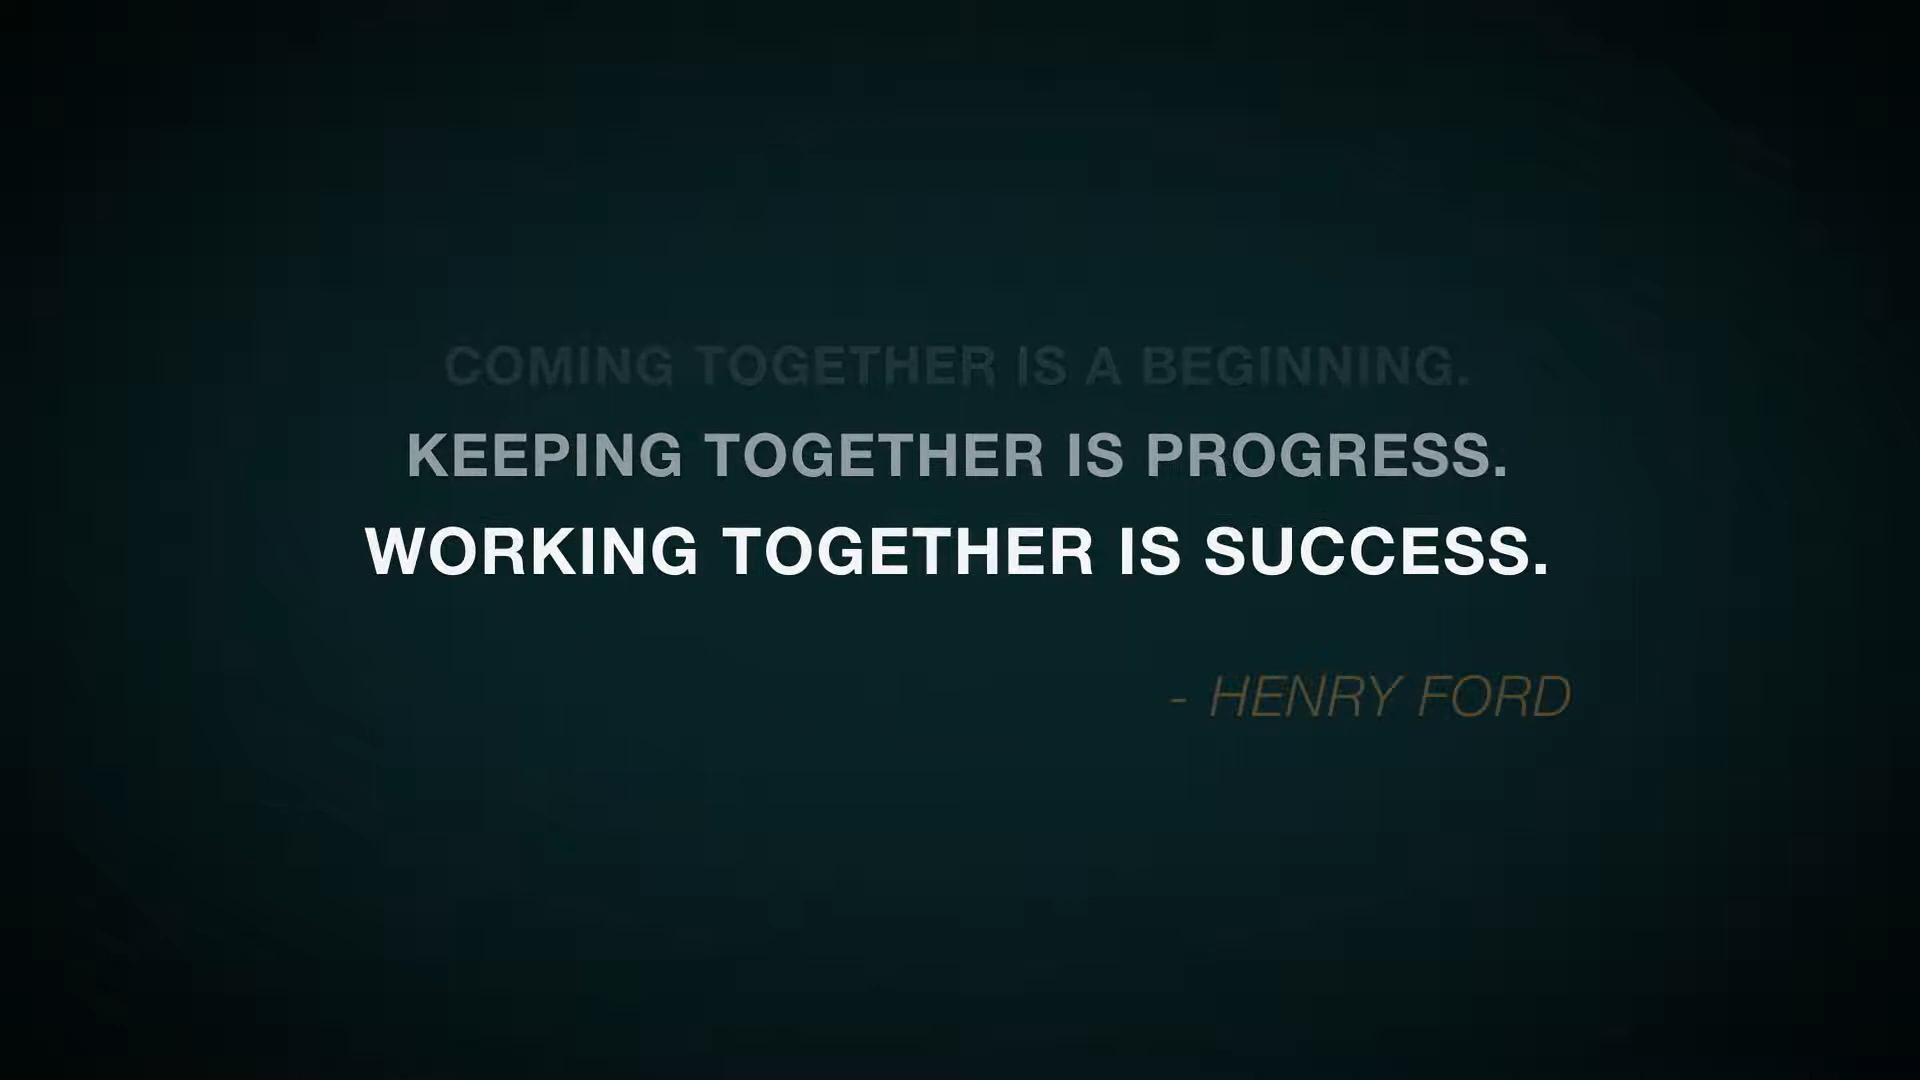 COMING TOGETHER IS A BEGINNING.
KEEPING TOGETHER IS PROGRESS.
WORKING TOGETHER IS SUCCESS.
- HENRY FORD